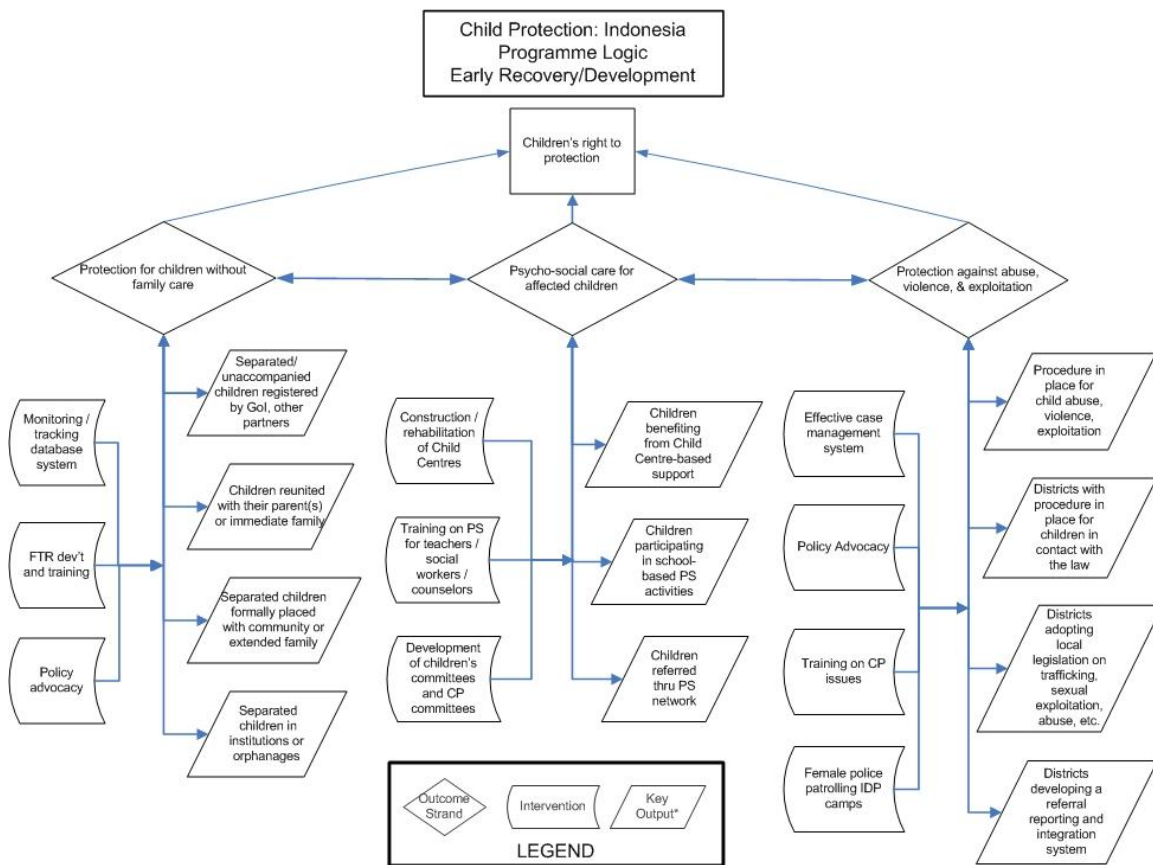 Child Protection: Indonesia
Programme Logic
Early Recovery/Development
Children's right to
protection
Protection for children without
family care
Psycho-social care for
affected children
Protection against abuse,
violence, & exploitation
Monitoring /
tracking
database
system
FTR dev't
and training
Policy
advocacy
Separated/
unaccompanied
children registered
by GoI, other
partners
Children reunited
with their parent(s)
or immediate family
Separated children
formally placed
with community or
extended family
Separated
children in
institutions or
orphanages
Construction /
rehabilitation
of Child
Centres
Training on PS
for teachers /
social
workers /
counselors
Development
of children's
committees
and CP
committees
Children
benefiting
from Child
Centre-based
support
Children
participating
in school-
based PS
activities
Children
referred
thru PS
network
Effective case
management
system
Policy Advocacy
Training on CP
issues
Female police
patrolling IDP
camps
Procedure in
place for
child abuse,
violence,
exploitation
Districts with
procedure in
place for
children in
contact with
the law
Districts
adopting
local
legislation on
trafficking,
sexual
exploitation,
abuse, etc.
Districts
developing a
referral
reporting and
integration
system
Outcome
Strand
Intervention
Key
Output*
LEGEND